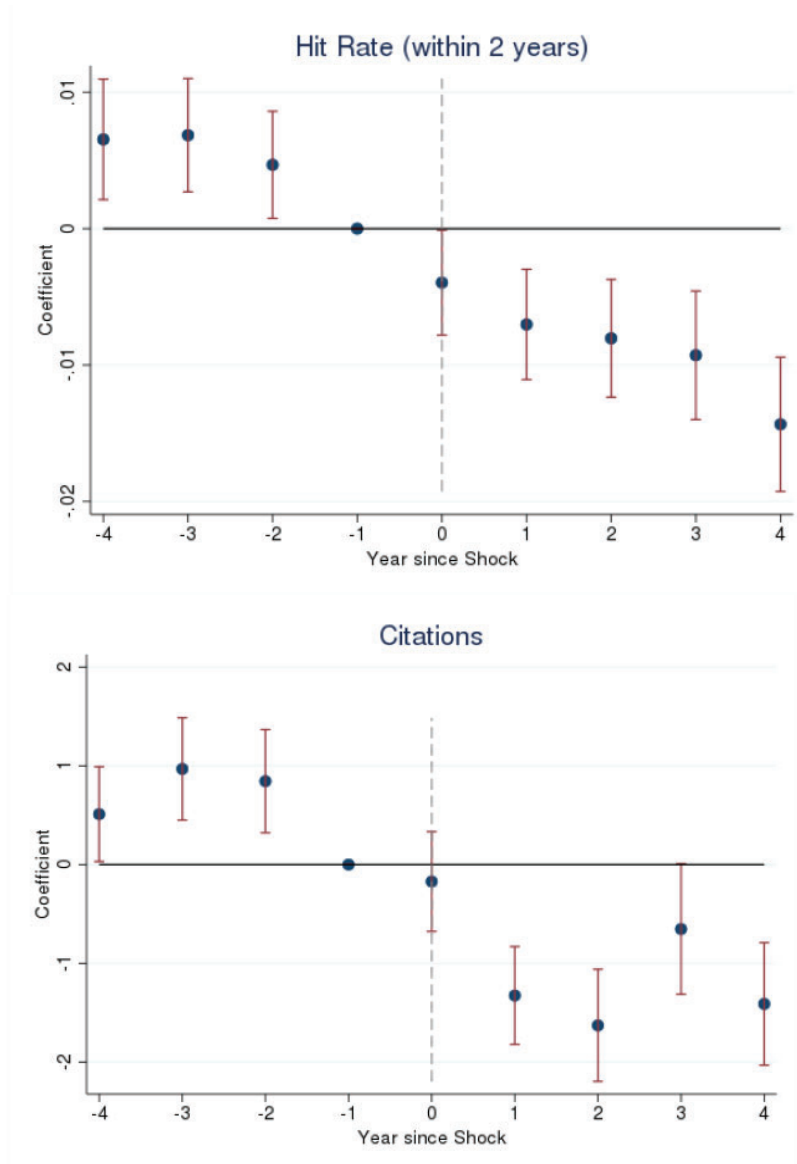 Hit Rate (within 2 years)
.01
0
-.01
-.02
Coefficient
-4 -3 -2 -1 0 1 2 3 4
Year since Shock
Citations
2
1
0
-1
-2
Coefficient
-4 -3 -2 -1 0 1 2 3 4
Year since Shock